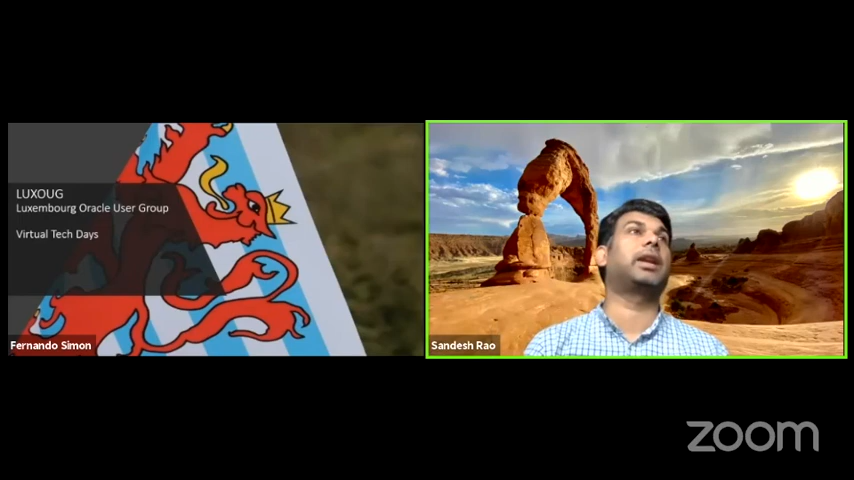 LUXOUG
Luxembourg Oracle User Group
Virtual Tech Days
Fernando Simon
Sandesh Rao
zoom